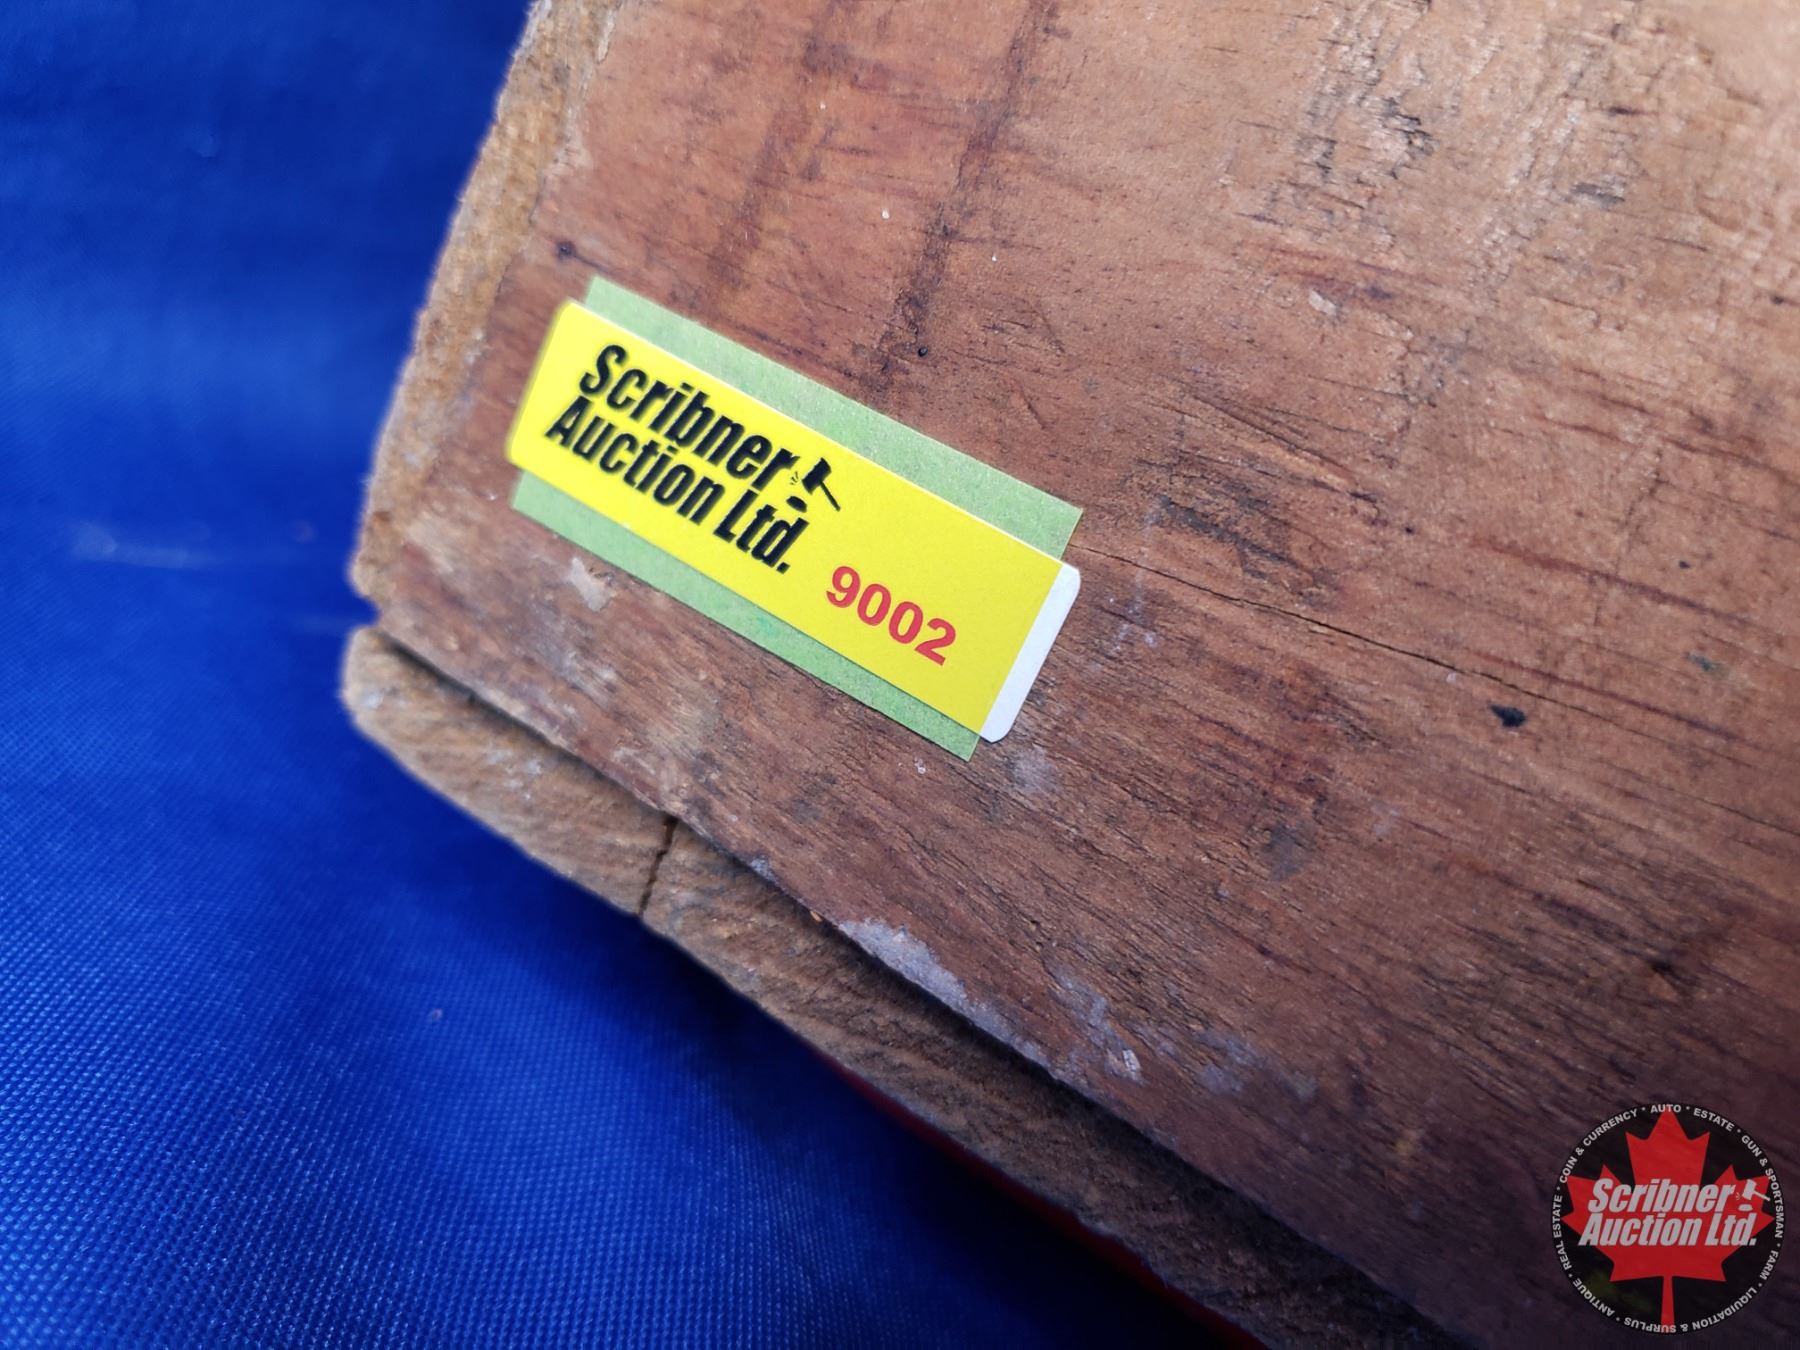 Scribner
Auction Ltd.
9002
Scribner
Auction Ltd.
REAL ESTATE * COIN & CURRENCY * AUTO * ESTATE * GUN & SPORTSMAN * FARM * LIQUIDATION & SURPLUS * ANTIQUE *